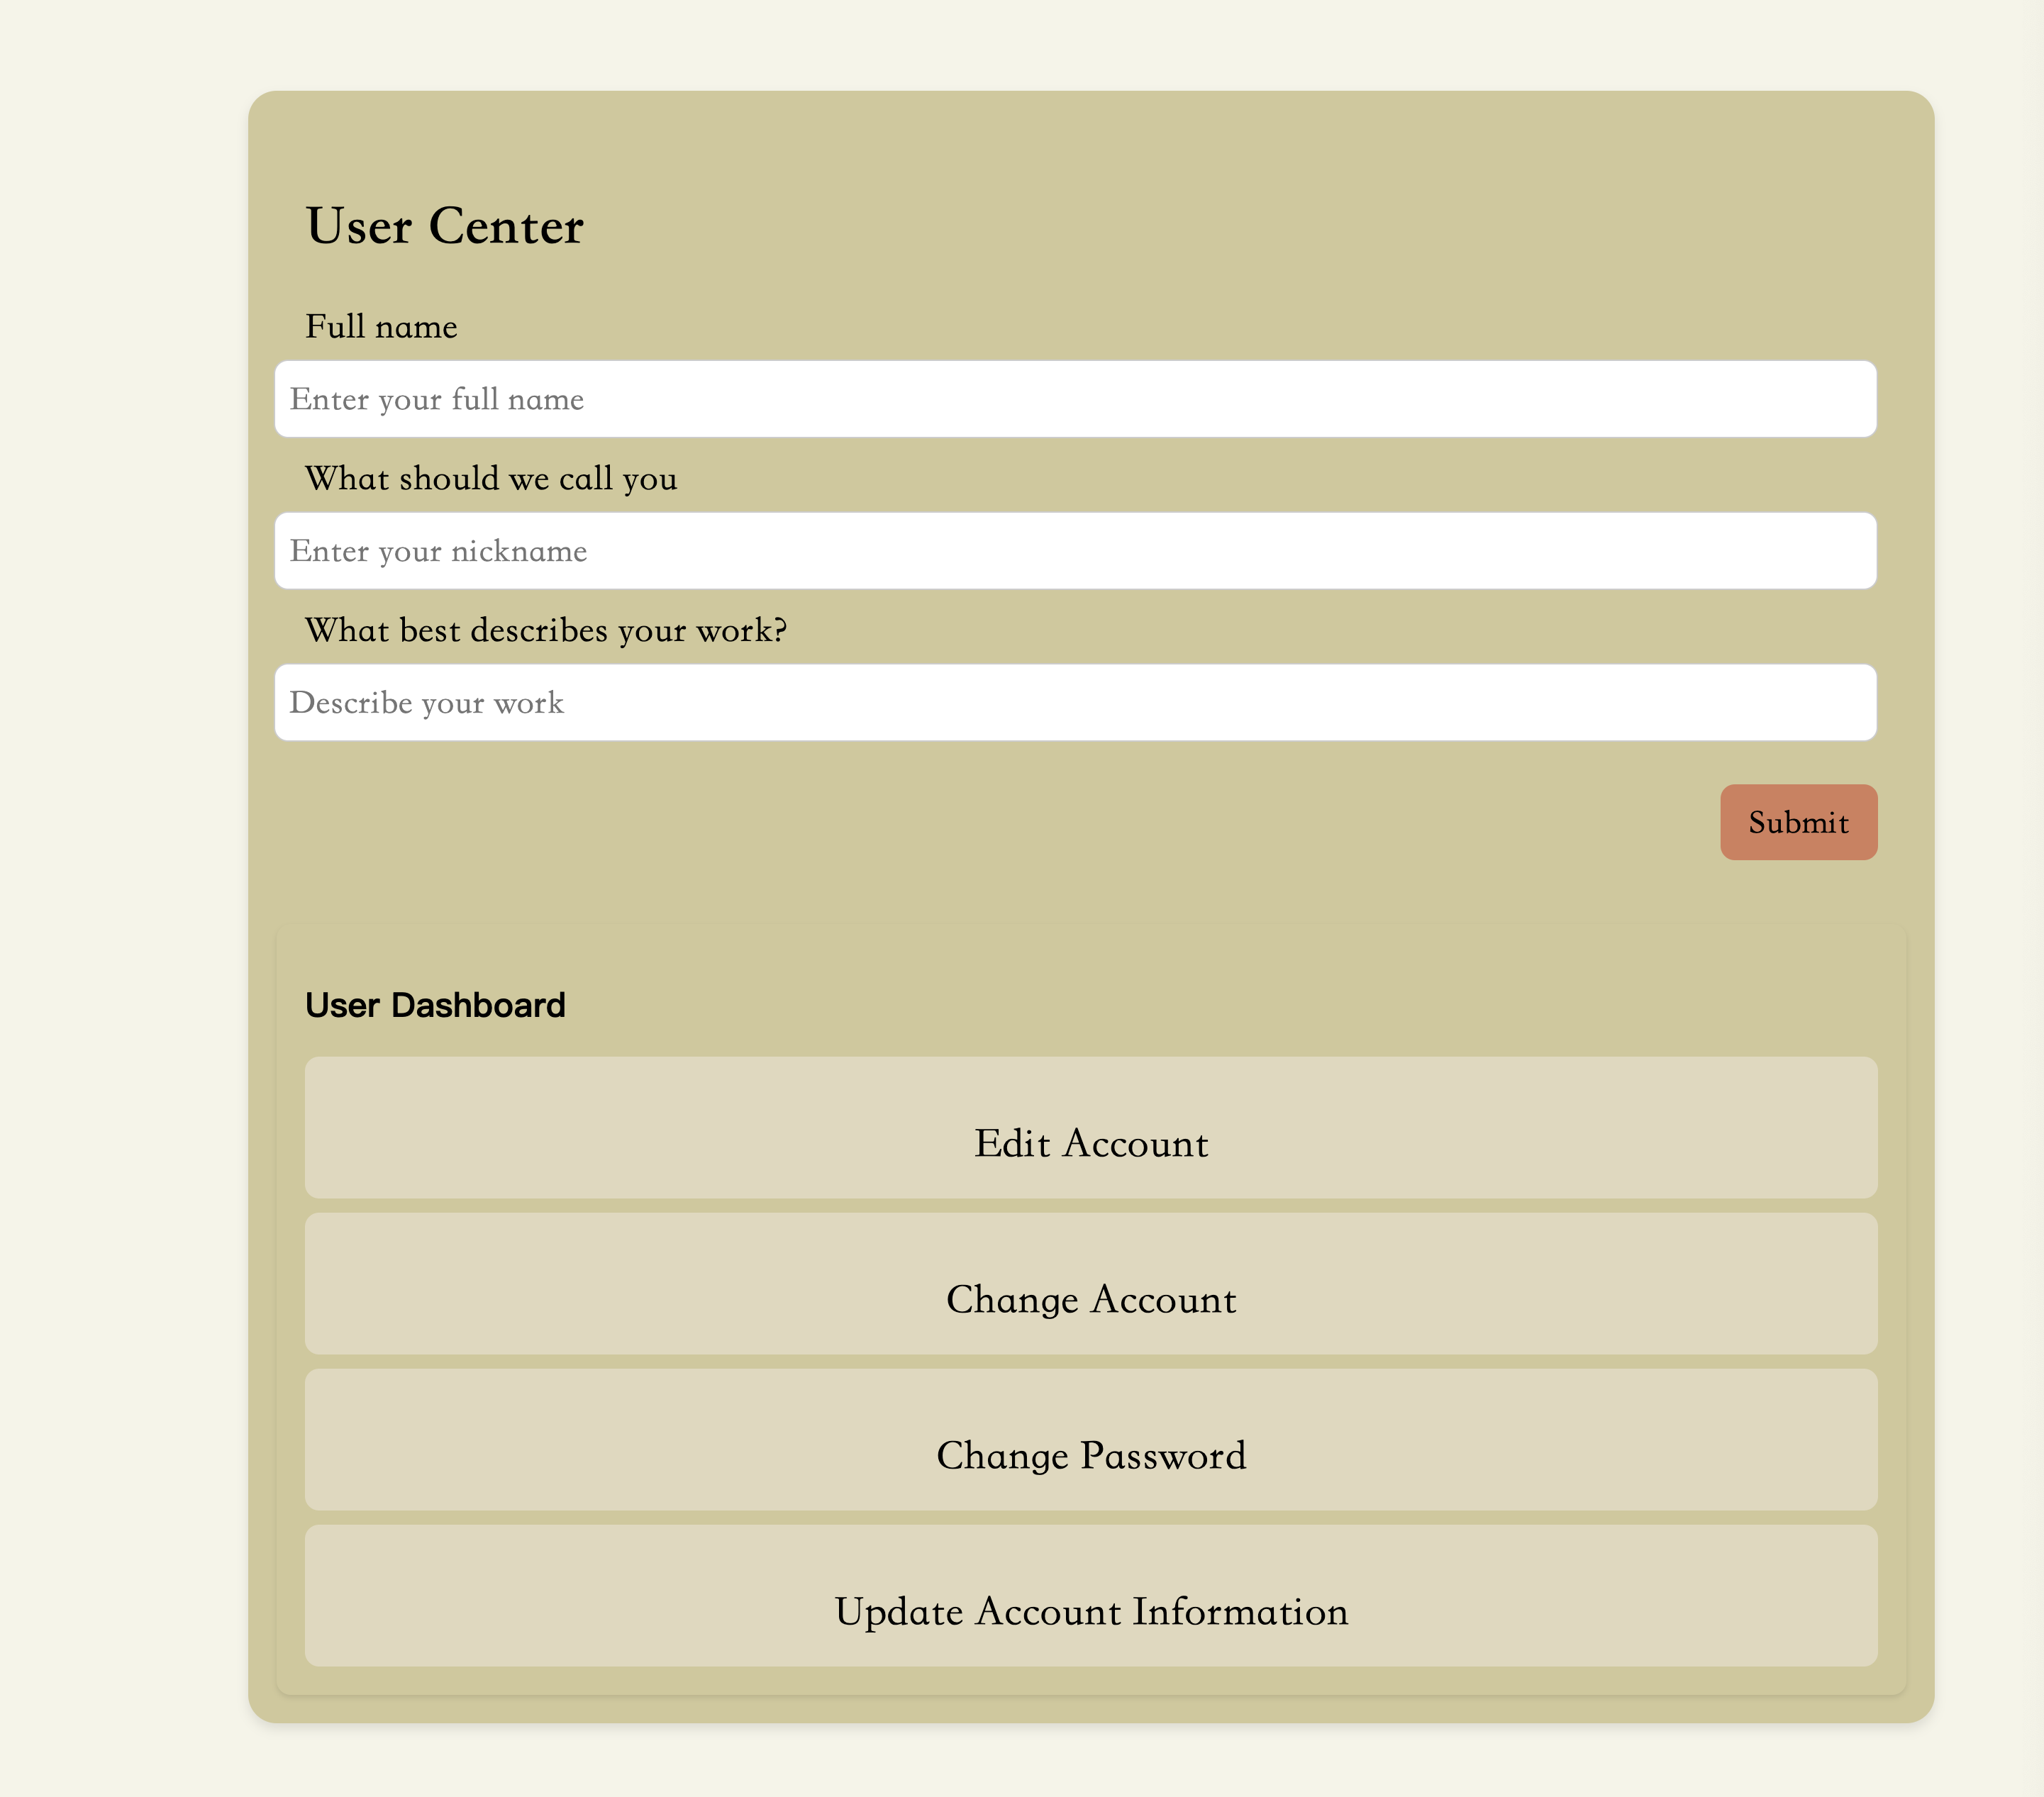 User Center
Full name
Enter your full name
What should we call you
Enter your nickname
What best describes your work?
Describe your work
Submit
User Dashboard
Edit Account
Change Account
Change Password
Update Account Information